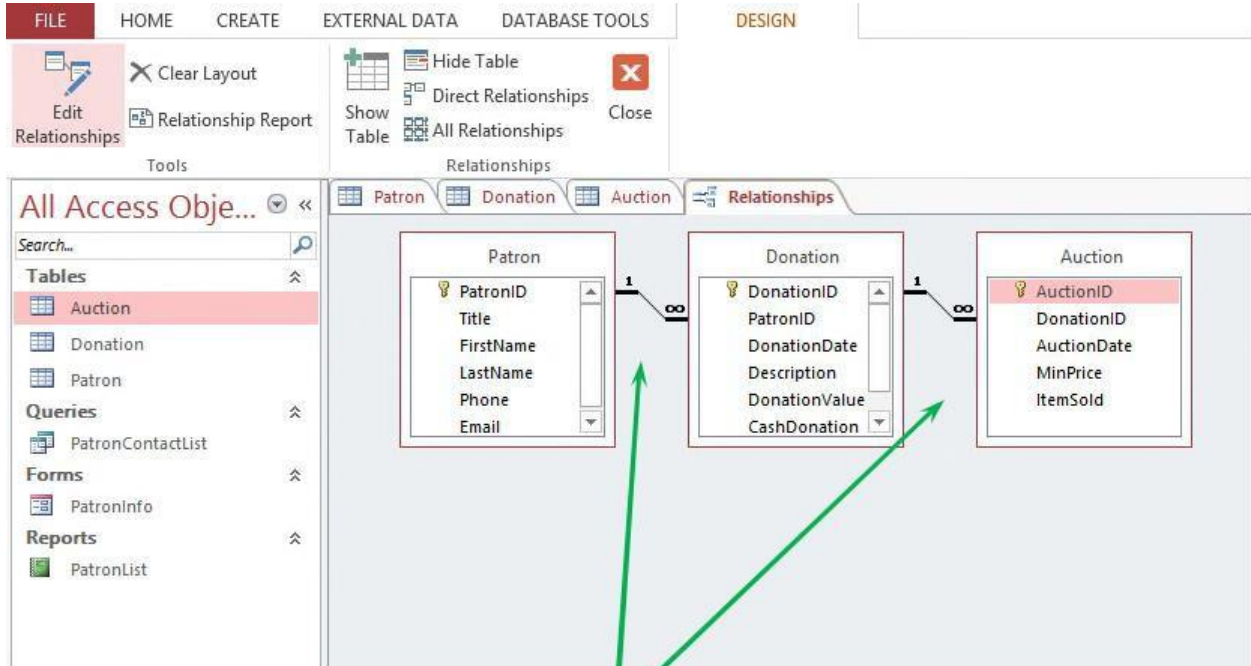 FILE HOME CREATE EXTERNAL DATA DATABASE TOOLS DESIGN
Edit Relationships
Clear Layout
Relationship Report
Tools
Show Table
Hide Table
Direct Relationships
All Relationships
Close
Relationships
All Access Obje...
Search...
Tables
Auction
Donation
Patron
Queries
PatronContactList
Forms
PatronInfo
Reports
PatronList
Patron Donation Auction Relationships
Patron
PatronID
Title
FirstName
LastName
Phone
Email
1 ∞
Donation
DonationID
PatronID
DonationDate
Description
DonationValue
CashDonation
1 ∞
Auction
AuctionID
DonationID
AuctionDate
MinPrice
ItemSold